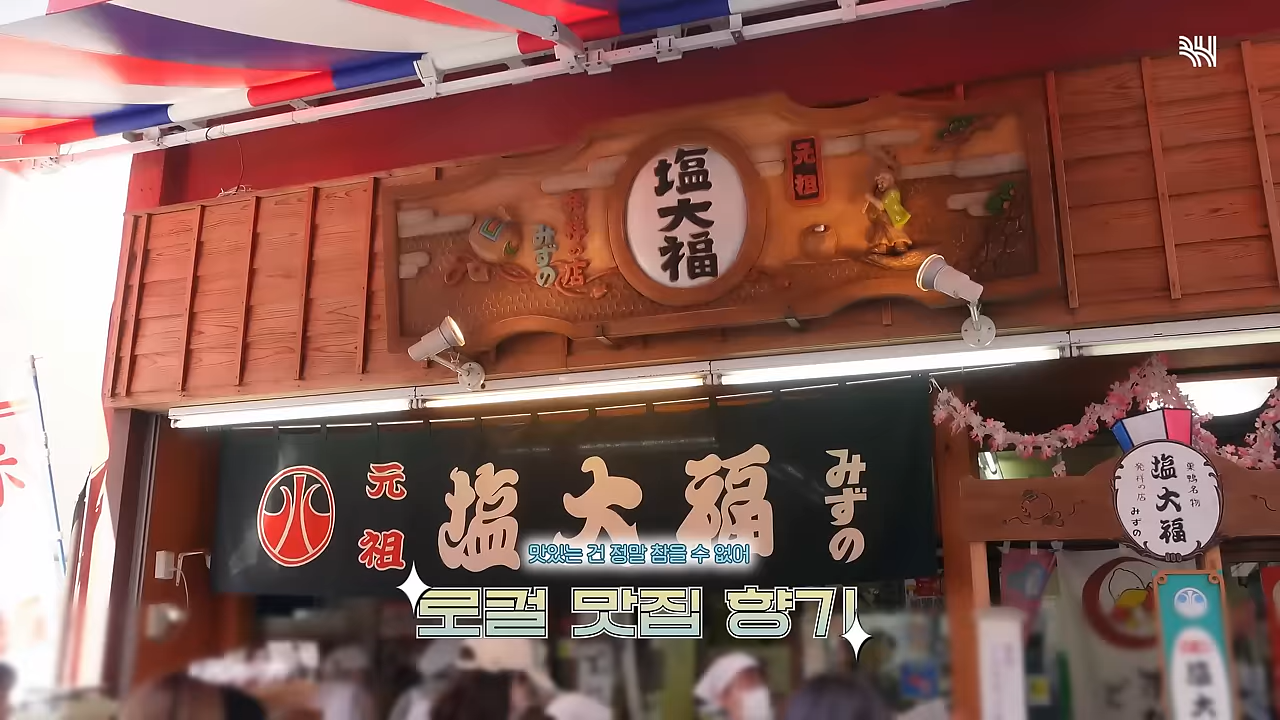 元祖
塩大福
発祥の店
みずの
元祖
塩大福
みずの
巣鴨名物
塩大福
発祥の店
みずの
맛있는 건 정말 참을 수 없어
로컬 맛집 향기
塩大